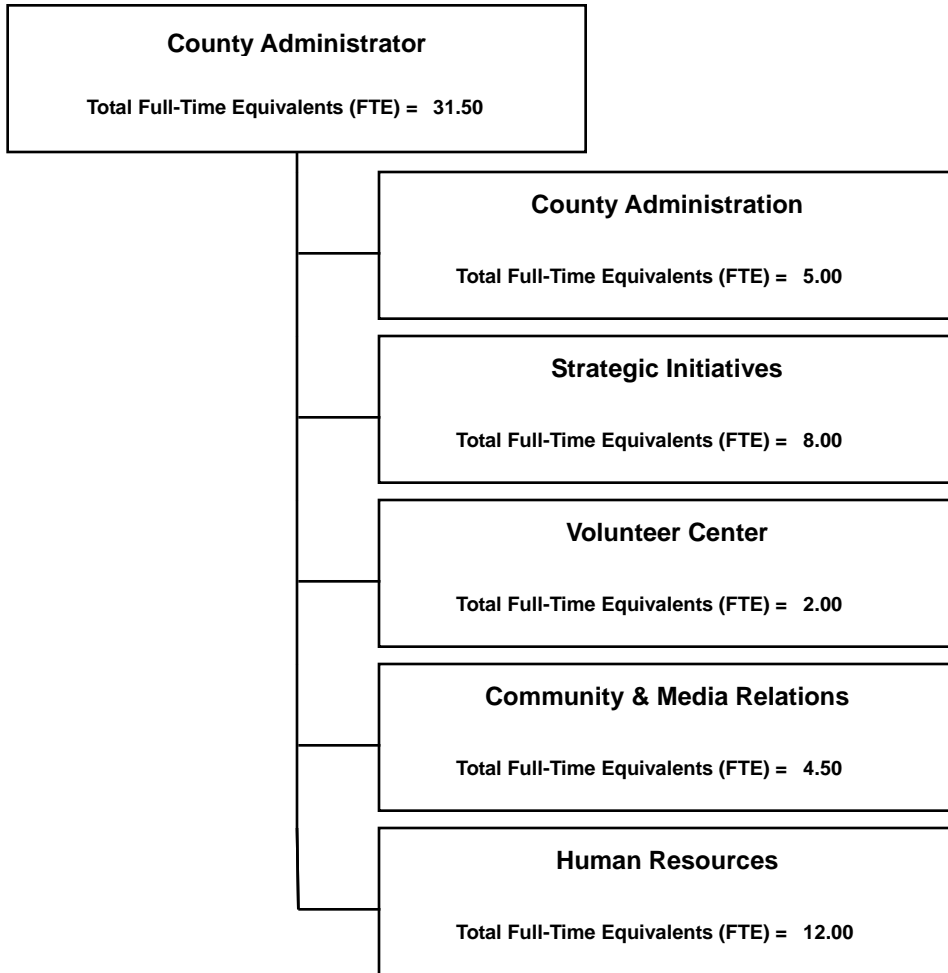 County Administrator
Total Full-Time Equivalents (FTE) = 31.50
County Administration
Total Full-Time Equivalents (FTE) = 5.00
Strategic Initiatives
Total Full-Time Equivalents (FTE) = 8.00
Volunteer Center
Total Full-Time Equivalents (FTE) = 2.00
Community & Media Relations
Total Full-Time Equivalents (FTE) = 4.50
Human Resources
Total Full-Time Equivalents (FTE) = 12.00